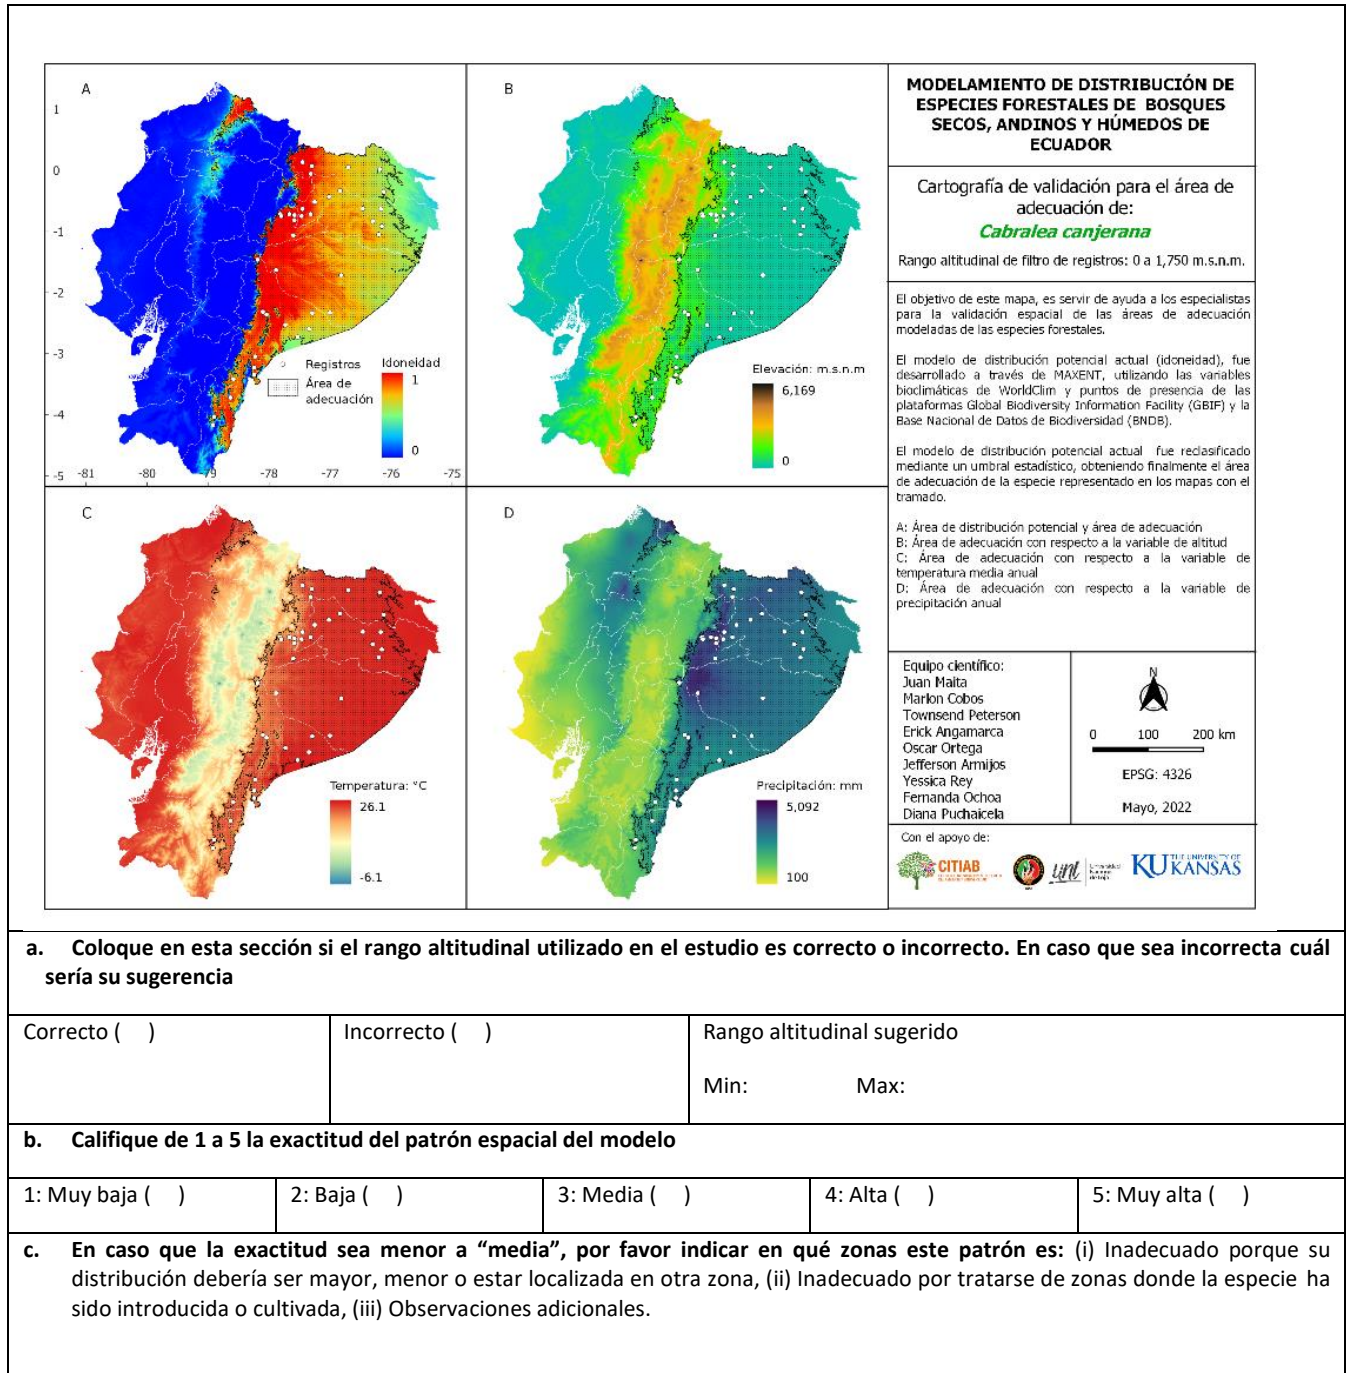 A
1
0
-1
-2
-3
-4
-5
-81
-80
-79
-78
-77
-76
-75
Registros
Área de
adecuación
Idoneidad
1
0
B
Elevación: m.s.n.m
6,169
0
C
Temperatura: °C
26.1
-6.1
D
Precipitación: mm
5,092
100
MODELAMIENTO DE DISTRIBUCIÓN DE
ESPECIES FORESTALES DE BOSQUES
SECOS, ANDINOS Y HÚMEDOS DE
ECUADOR
Cartografía de validación para el área de
adecuación de:
Cabralea canjerana
Rango altitudinal de filtro de registros: 0 a 1,750 m.s.n.m.
El objetivo de este mapa, es servir de ayuda a los especialistas
para la validación espacial de las áreas de adecuación
modeladas de las especies forestales.
El modelo de distribución potencial actual (idoneidad), fue
desarrollado a través de MAXENT, utilizando las variables
bioclimáticas de WorldClim y puntos de presencia de las
plataformas Global Biodiversity Information Facility (GBIF) y la
Base Nacional de Datos de Biodiversidad (BNDB).
El modelo de distribución potencial actual fue reclasificado
mediante un umbral estadístico, obteniendo finalmente el área
de adecuación de la especie representado en los mapas con el
tramado.
A: Área de distribución potencial y área de adecuación
B: Área de adecuación con respecto a la variable de altitud
C: Área de adecuación con respecto a la variable de
temperatura media anual
D: Área de adecuación con respecto a la variable de
precipitación anual
Equipo científico:
Juan Maita
Marlon Cobos
Townsend Peterson
Erick Angamarca
Oscar Ortega
Jefferson Armijos
Yessica Rey
Fernanda Ochoa
Diana Puchaicela
N
0 100 200 km
EPSG: 4326
Mayo, 2022
Con el apoyo de:
CITIAB
unl
Universidad
Nacional
de Loja
KU THE UNIVERSITY OF
KANSAS
a. Coloque en esta sección si el rango altitudinal utilizado en el estudio es correcto o incorrecto. En caso que sea incorrecta cuál
sería su sugerencia
Correcto ( )
Incorrecto ( )
Rango altitudinal sugerido
Min: Max:
b. Califique de 1 a 5 la exactitud del patrón espacial del modelo
1: Muy baja ( )
2: Baja ( )
3: Media ( )
4: Alta ( )
5: Muy alta ( )
c. En caso que la exactitud sea menor a “media”, por favor indicar en qué zonas este patrón es: (i) Inadecuado porque su
distribución debería ser mayor, menor o estar localizada en otra zona, (ii) Inadecuado por tratarse de zonas donde la especie ha
sido introducida o cultivada, (iii) Observaciones adicionales.